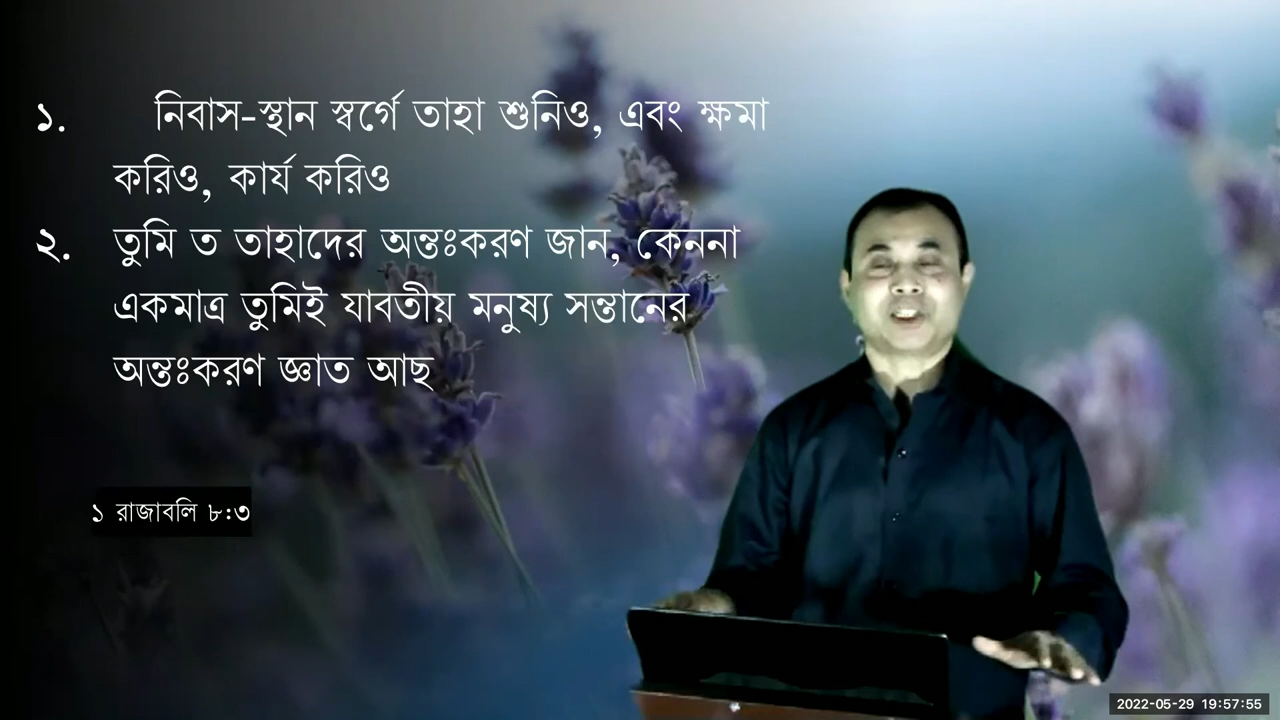 ১. নিবাস-স্থান স্বর্গে তাহা শুনিও, এবং ক্ষমা
করিও, কার্য করিও
২. তুমি ত তাহাদের অন্তঃকরণ জান, কেননা
একমাত্র তুমিই যাবতীয় মনুষ্য সন্তানের
অন্তঃকরণ জ্ঞাত আছ
১ রাজাবলি ৮:৩
2022-05-29 19:57:55